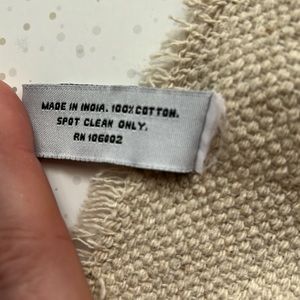 MADE IN INDIA. 100% COTTON.
SPOT CLEAN ONLY.
RN 106002